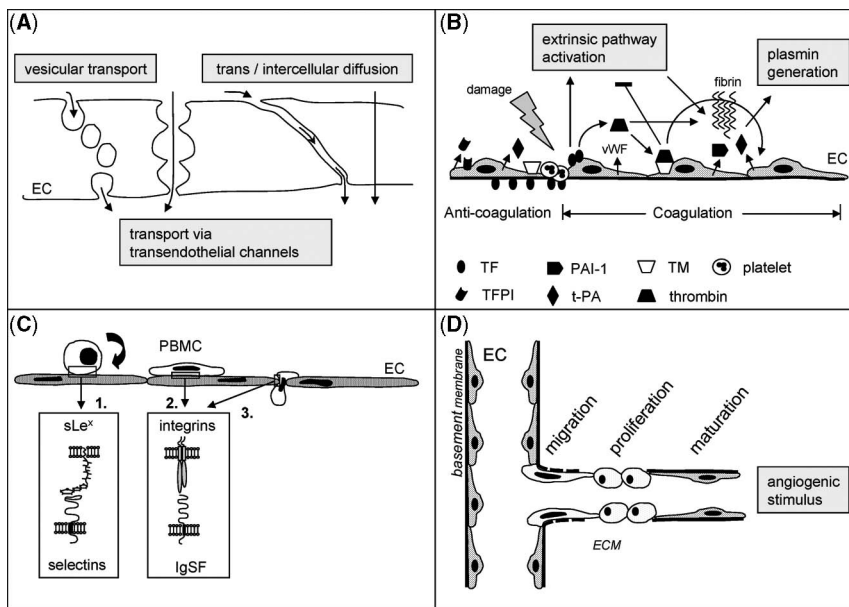 (A)
vesicular transport
trans / intercellular diffusion
EC
transport via
transendothelial channels
(B)
extrinsic pathway
activation
plasmin
generation
damage
fibrin
vWF
EC
Anti-coagulation
Coagulation
TF
PAI-1
TM
platelet
TFPI
t-PA
thrombin
(C)
PBMC
EC
1.
2.
3.
sLeˣ
integrins
selectins
IgSF
(D)
EC
basement membrane
migration
proliferation
maturation
angiogenic
stimulus
ECM